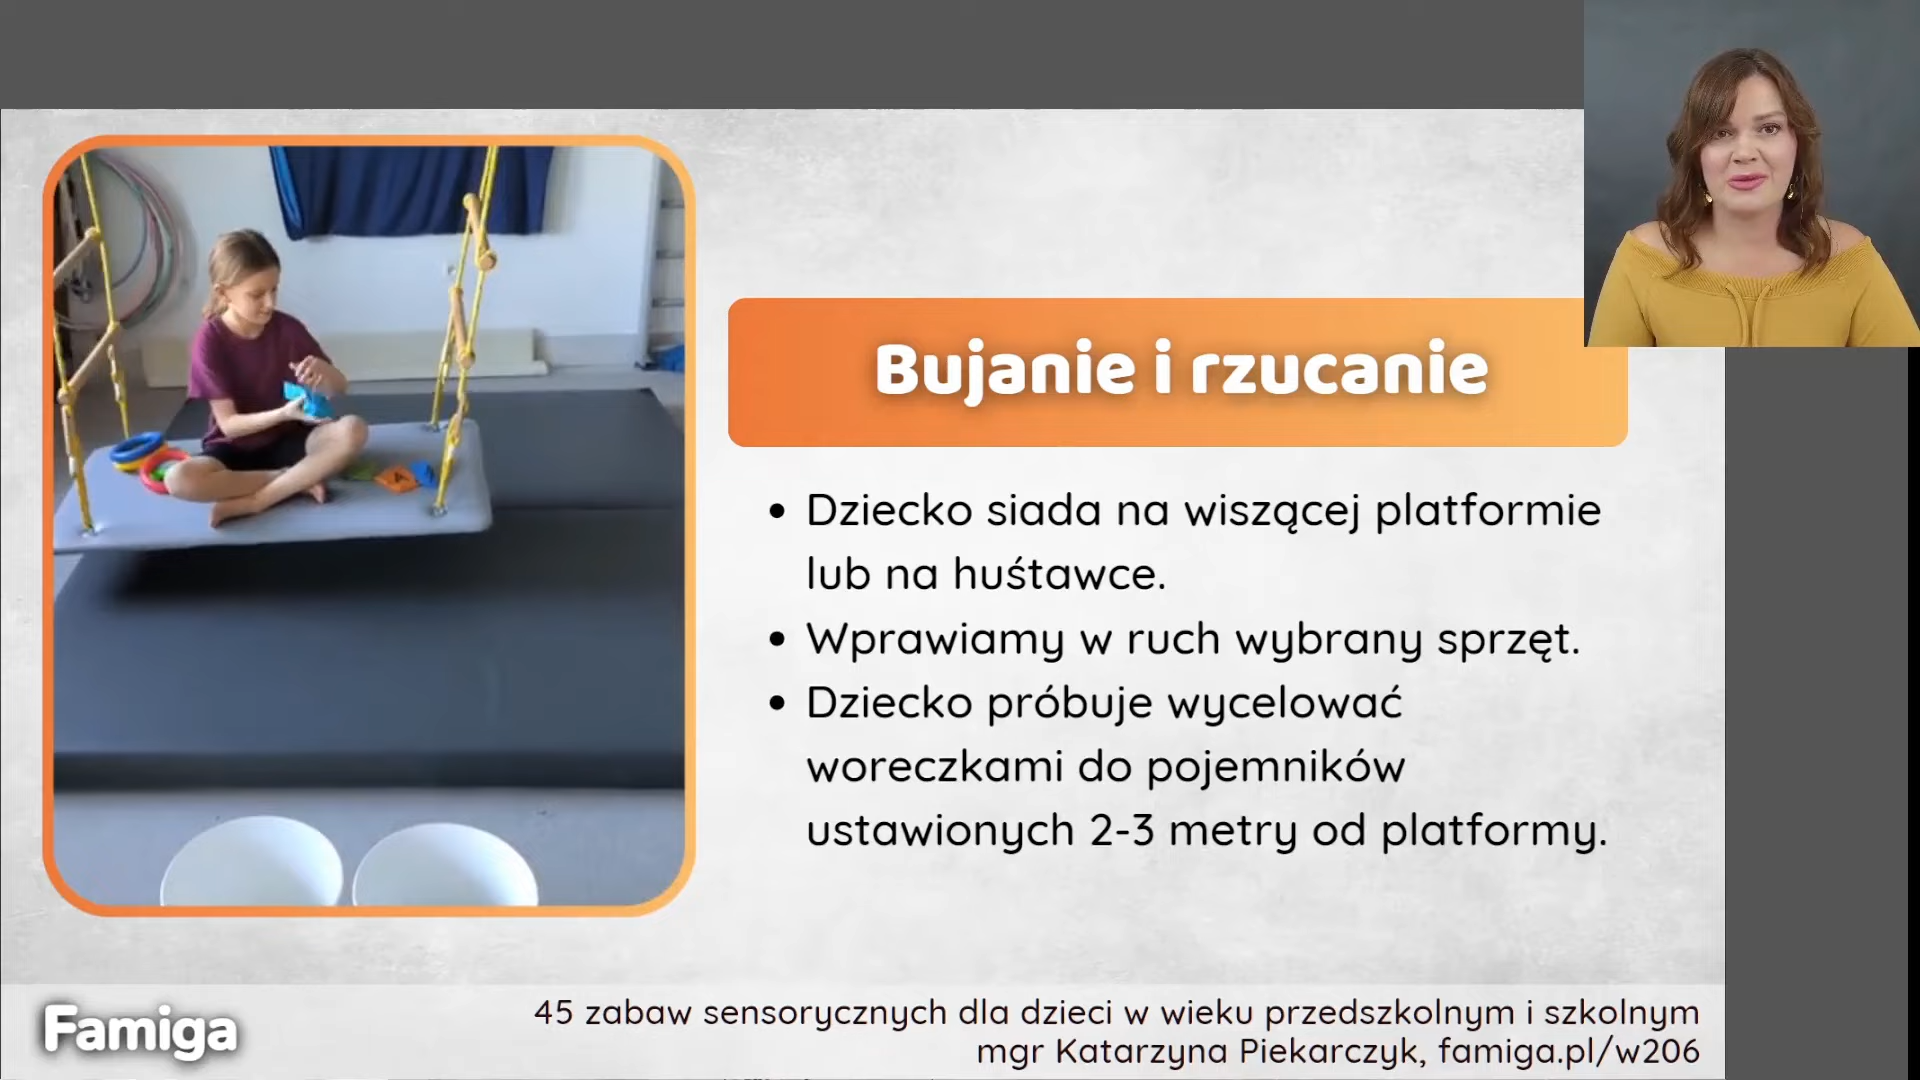 Bujanie i rzucanie
• Dziecko siada na wiszącej platformie
lub na huśtawce.
• Wprawiamy w ruch wybrany sprzęt.
• Dziecko próbuje wycelować
woreczkami do pojemników
ustawionych 2-3 metry od platformy.
Famiga
45 zabaw sensorycznych dla dzieci w wieku przedszkolnym i szkolnym
mgr Katarzyna Piekarczyk, famiga.pl/w206